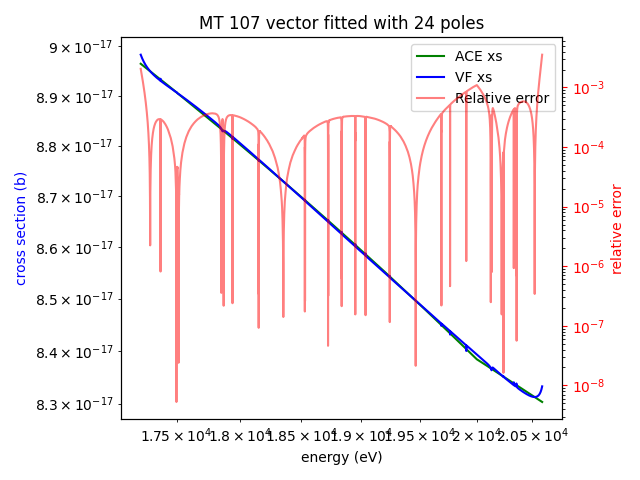 MT 107 vector fitted with 24 poles
ACE xs
VF xs
Relative error
cross section (b)
9 × 10⁻¹⁷
8.9 × 10⁻¹⁷
8.8 × 10⁻¹⁷
8.7 × 10⁻¹⁷
8.6 × 10⁻¹⁷
8.5 × 10⁻¹⁷
8.4 × 10⁻¹⁷
8.3 × 10⁻¹⁷
10⁻³
10⁻⁴
10⁻⁵
10⁻⁶
10⁻⁷
10⁻⁸
relative error
1.75 × 10⁴ 1.8 × 10⁴ 1.85 × 10⁴ 1.9 × 10⁴ 1.95 × 10⁴ 2 × 10⁴ 2.05 × 10⁴
energy (eV)